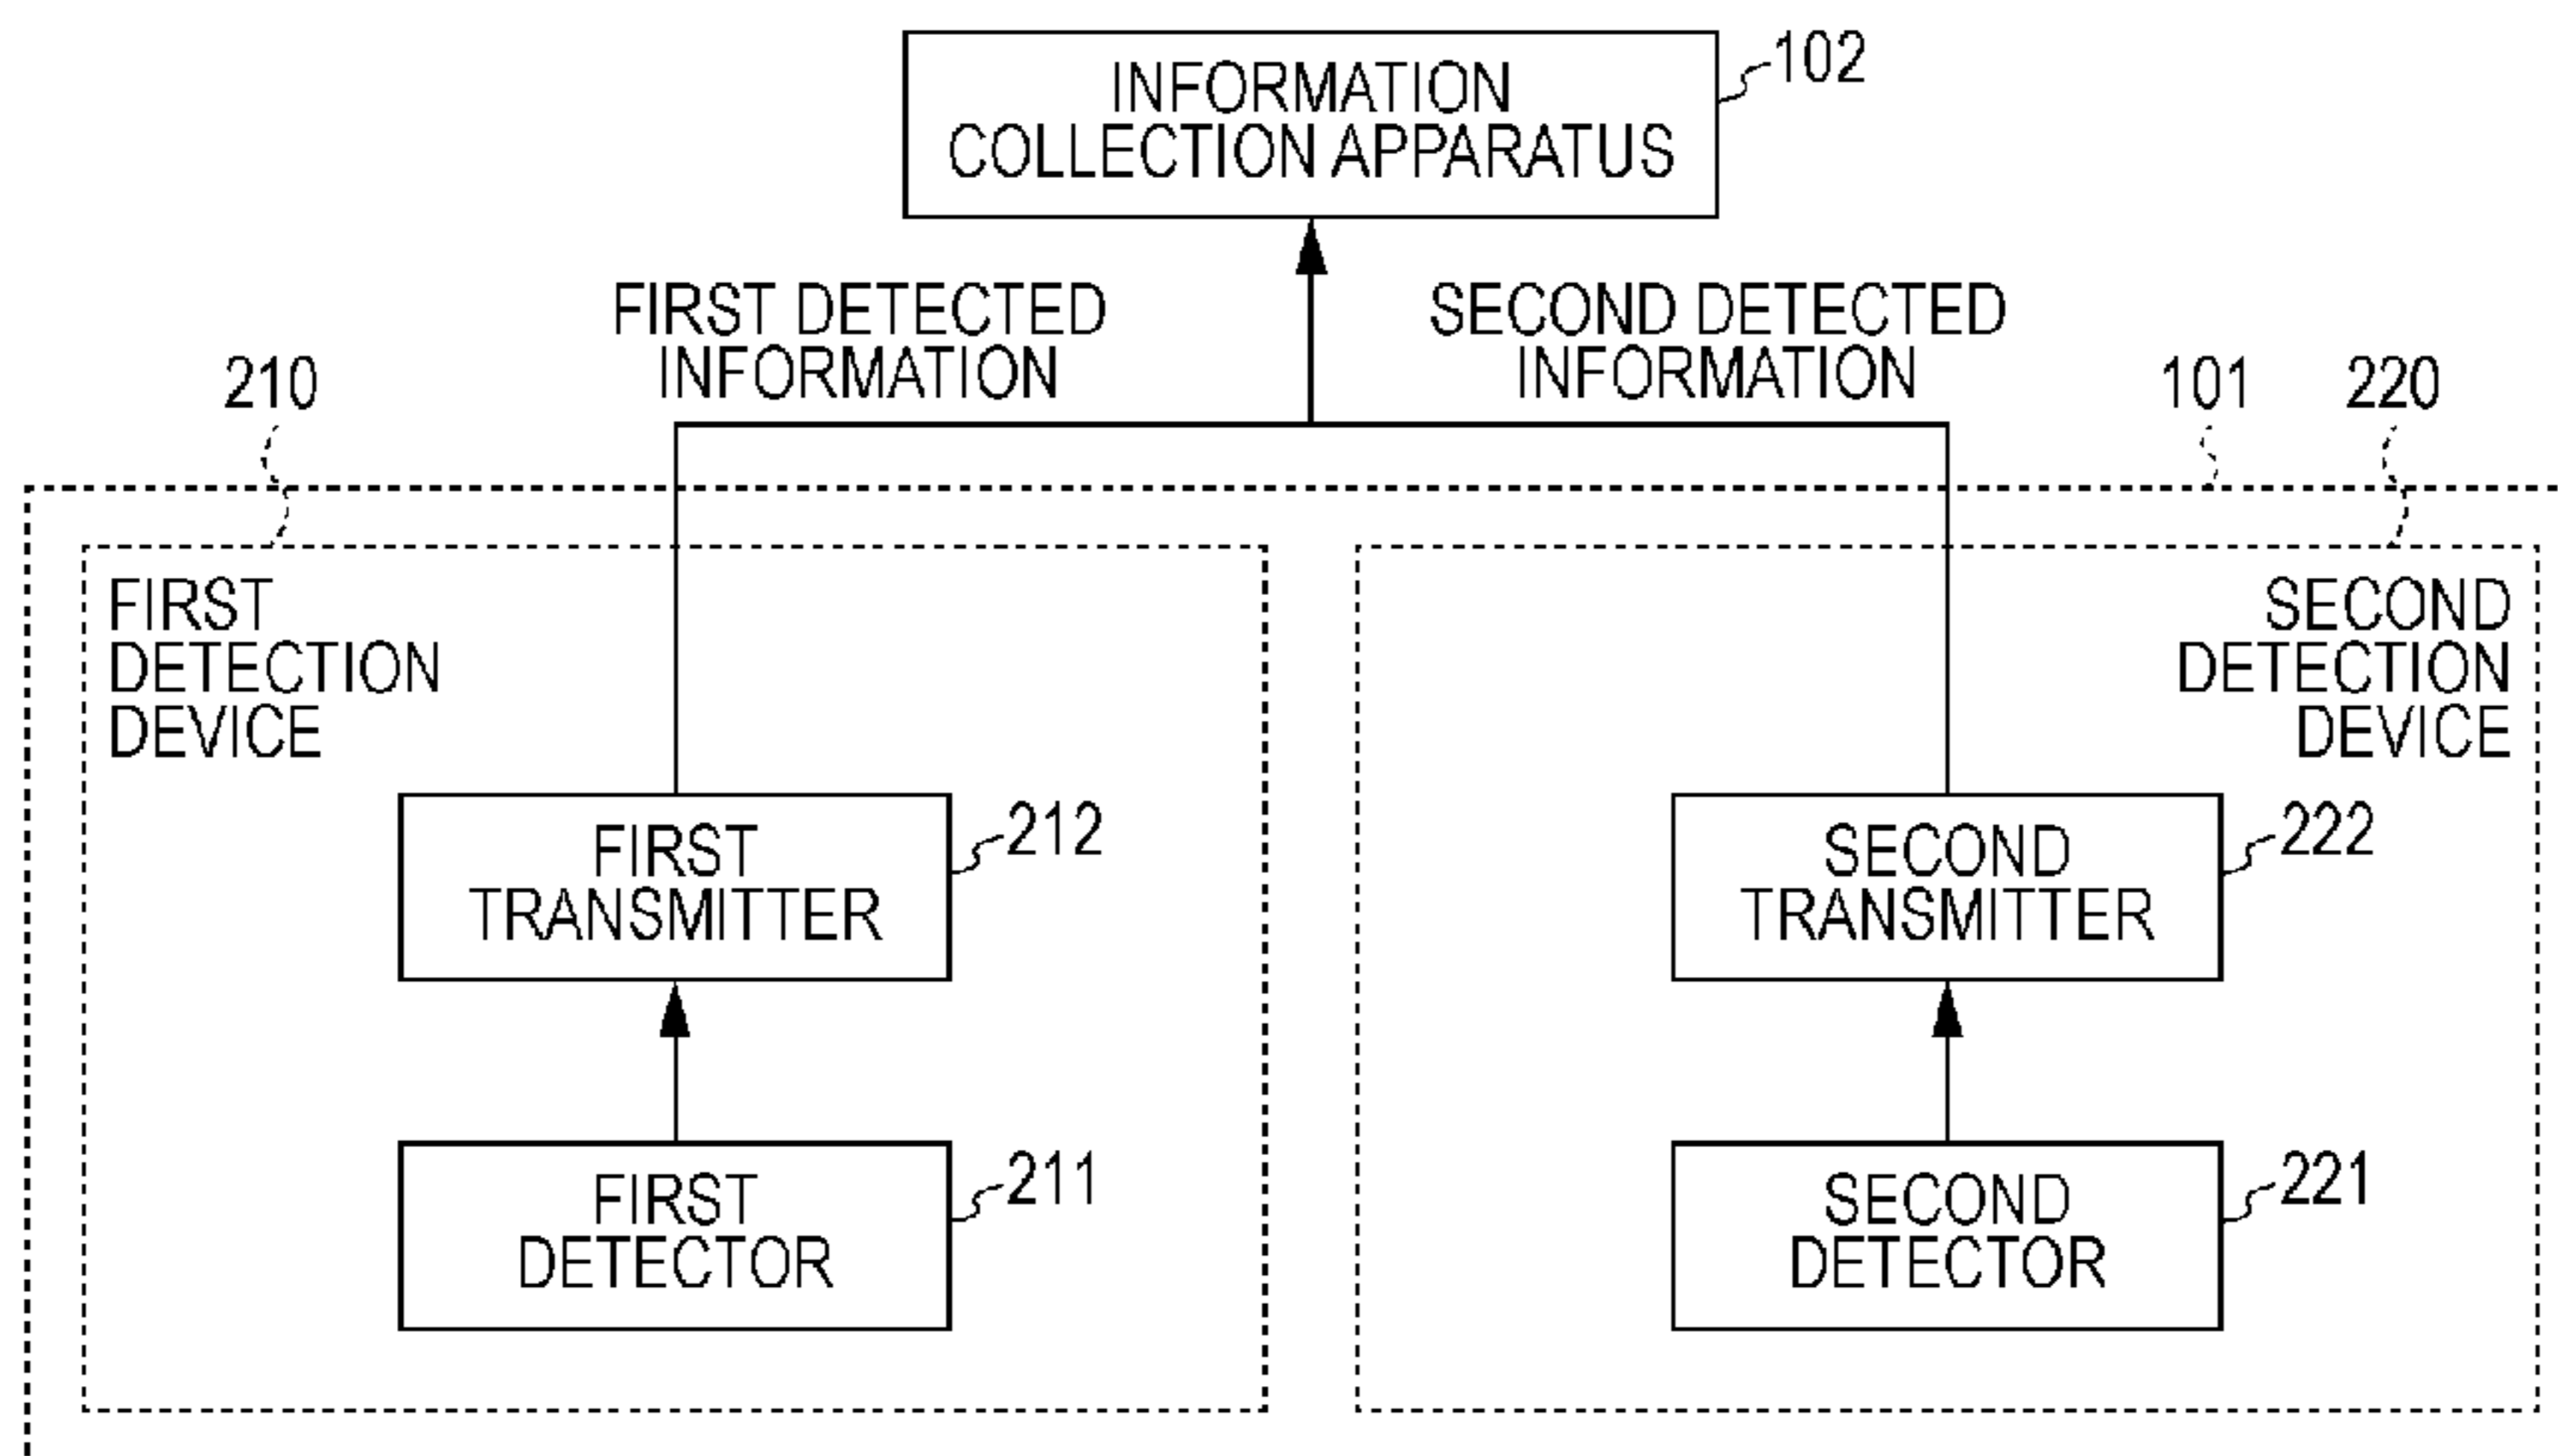 INFORMATION
COLLECTION APPARATUS
102
FIRST DETECTED
INFORMATION
SECOND DETECTED
INFORMATION
210
101
220
FIRST
DETECTION
DEVICE
SECOND
DETECTION
DEVICE
FIRST
TRANSMITTER
212
SECOND
TRANSMITTER
222
FIRST
DETECTOR
211
SECOND
DETECTOR
221